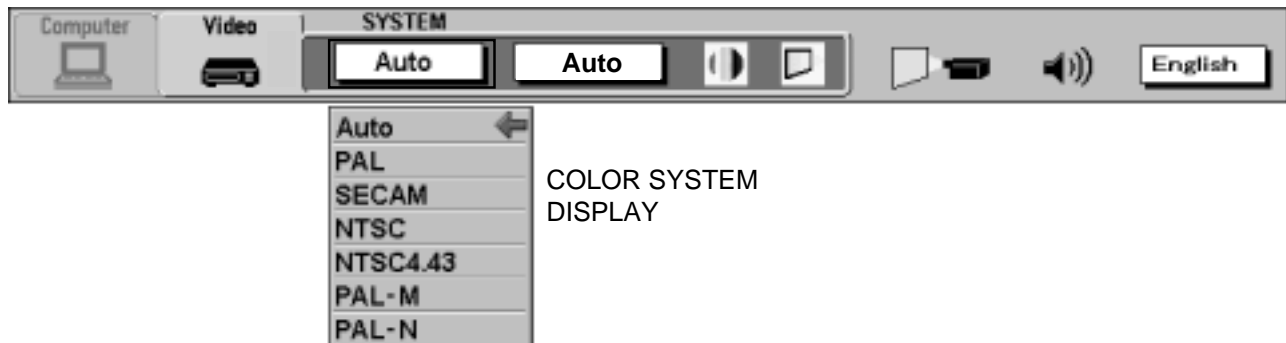 Computer
Video
SYSTEM
Auto
Auto
English
Auto
PAL
SECAM
NTSC
NTSC4.43
PAL-M
PAL-N
COLOR SYSTEM
DISPLAY